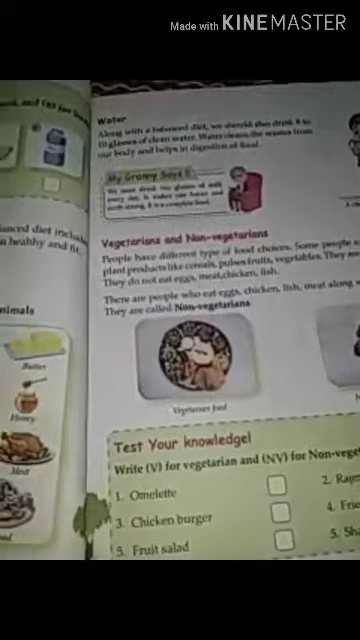 Made with KINEMASTER
Water
Along with a balanced diet, we should also drink 8 to
10 glasses of clean water. Water cleans the wastes from
our body and helps in digestion of food.
My Granny Says !!
We must drink two glasses of milk
every day. It makes our bones and
teeth strong. It is a complete food.
anced diet include
n healthy and fit.
Vegetarians and Non-vegetarians
People have different type of food choices. Some people
plant products like cereals, pulses fruits, vegetables. They
They do not eat eggs, meat, chicken, fish.
There are people who eat eggs, chicken, fish, meat along
They are called Non-vegetarians
nimals
Butter
Honey
Meat
Vegetarian food
Test Your knowledge!
Write (V) for vegetarian and (NV) for Non-veget
1. Omelette
2. Rajm
3. Chicken burger
4. Frie
5. Fruit salad
5. Sha